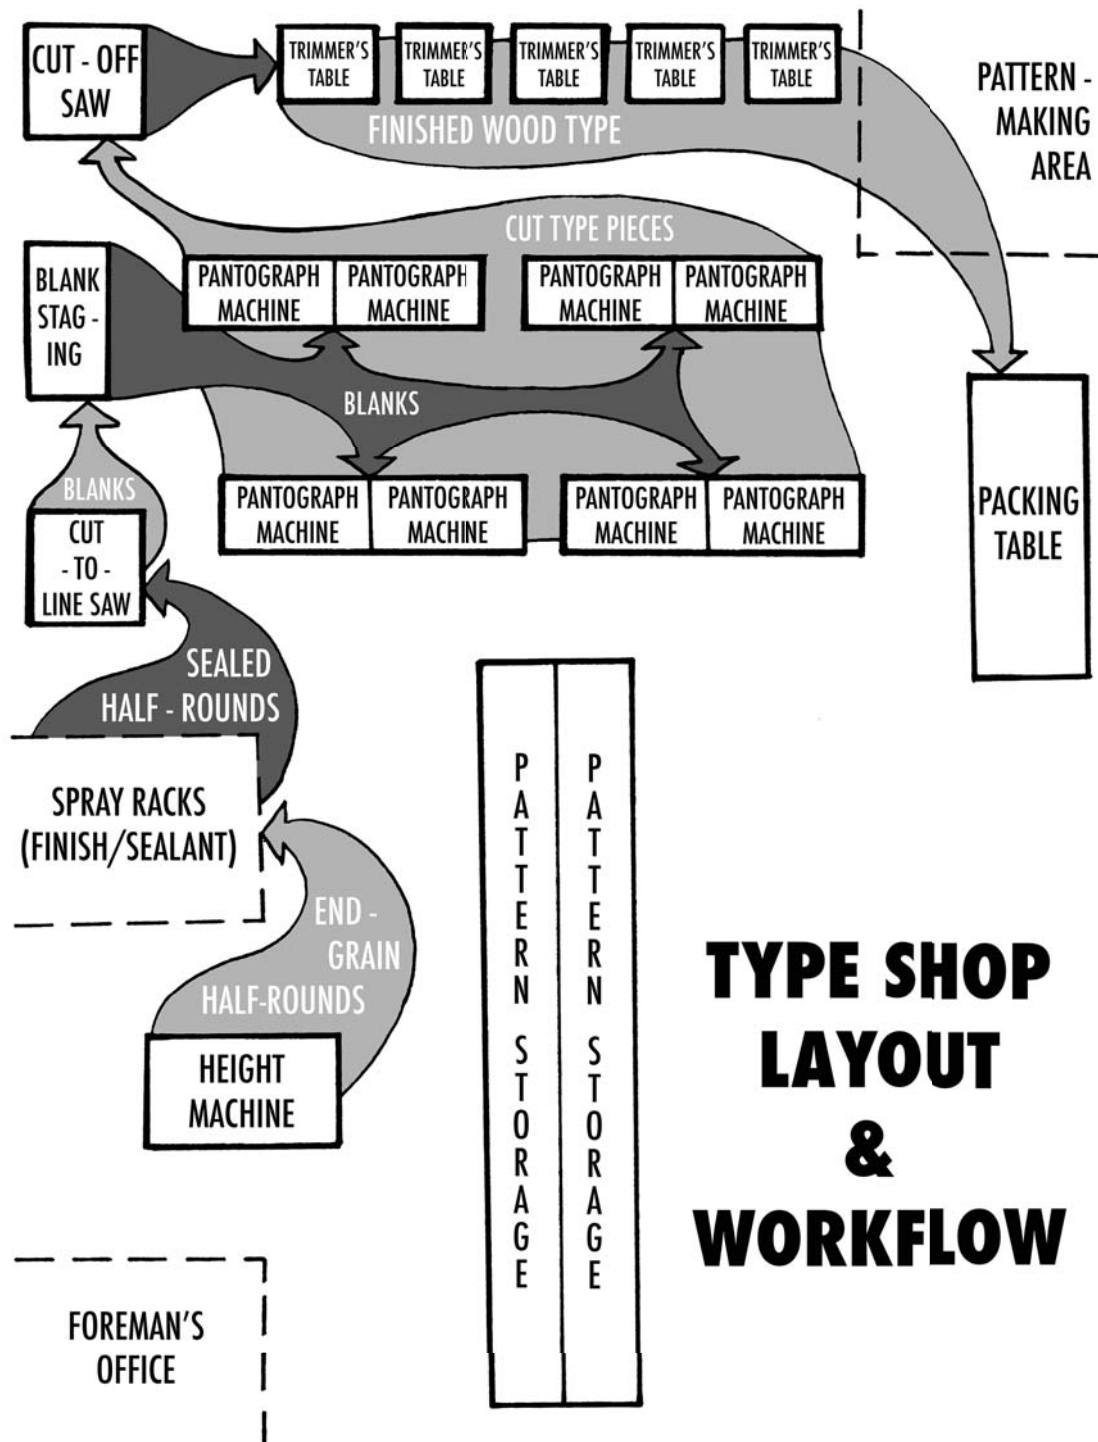 CUT - OFF
SAW
TRIMMER'S
TABLE
TRIMMER'S
TABLE
TRIMMER'S
TABLE
TRIMMER'S
TABLE
TRIMMER'S
TABLE
FINISHED WOOD TYPE
PATTERN -
MAKING
AREA
CUT TYPE PIECES
BLANK
STAG -
ING
PANTOGRAPH
MACHINE
PANTOGRAPH
MACHINE
PANTOGRAPH
MACHINE
PANTOGRAPH
MACHINE
BLANKS
BLANKS
CUT
- TO -
LINE SAW
PANTOGRAPH
MACHINE
PANTOGRAPH
MACHINE
PANTOGRAPH
MACHINE
PANTOGRAPH
MACHINE
PACKING
TABLE
SEALED
HALF - ROUNDS
SPRAY RACKS
(FINISH/SEALANT)
END -
GRAIN
HALF-ROUNDS
HEIGHT
MACHINE
PATTERN STORAGE
PATTERN STORAGE
TYPE SHOP
LAYOUT
&
WORKFLOW
FOREMAN'S
OFFICE